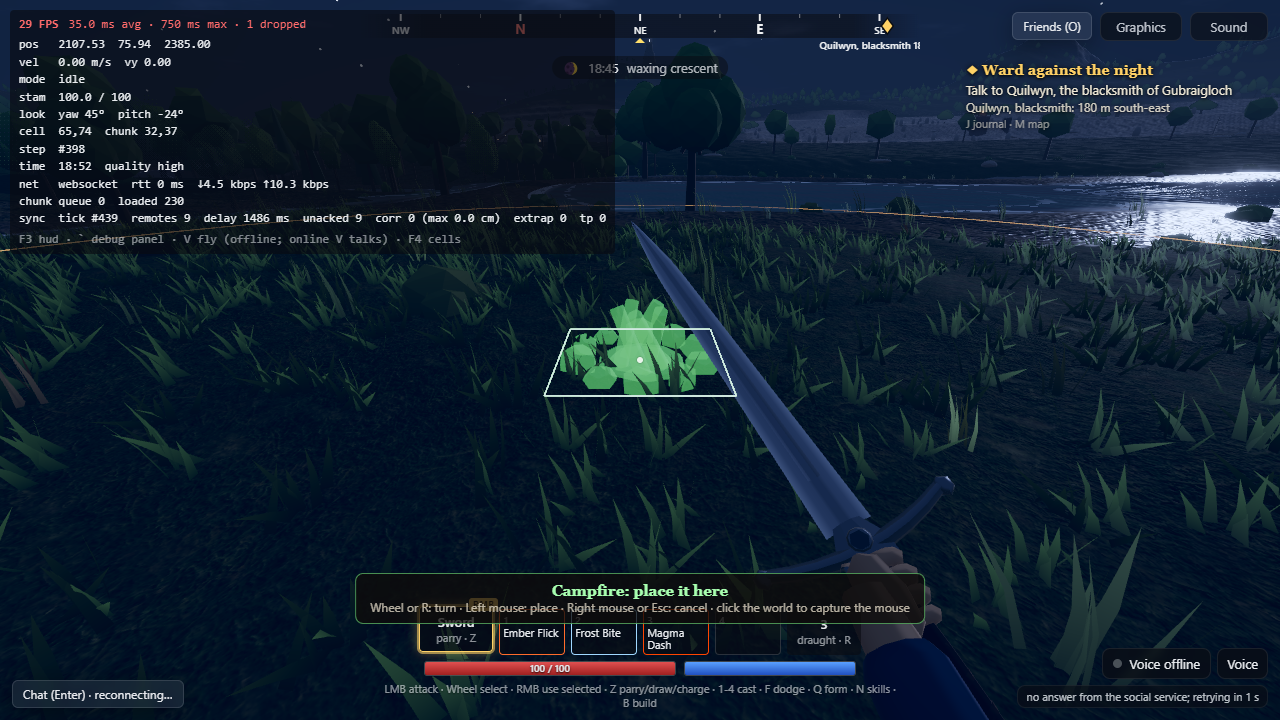 29 FPS 35.0 ms avg · 750 ms max · 1 dropped
pos 2107.53 75.94 2385.00
vel 0.00 m/s vy 0.00
mode idle
stam 100.0 / 100
look yaw 45° pitch -24°
cell 65,74 chunk 32,37
step #398
time 18:52 quality high
net websocket rtt 0 ms ↓4.5 kbps ↑10.3 kbps
chunk queue 0 loaded 230
sync tick #439 remotes 9 delay 1486 ms unacked 9 corr 0 (max 0.0 cm) extrap 0 tp 0
F3 hud · ` debug panel · V fly (offline; online V talks) · F4 cells
NW N NE E SE
Quilwyn, blacksmith 18
18:45 waxing crescent
Friends (O) Graphics Sound
Ward against the night
Talk to Quilwyn, the blacksmith of Gubraigloch
Quilwyn, blacksmith: 180 m south-east
J journal · M map
Campfire: place it here
Wheel or R: turn · Left mouse: place · Right mouse or Esc: cancel · click the world to capture the mouse
Sword
parry · Z
1
Ember Flick
2
Frost Bite
3
Magma Dash
4
3
draught · R
100 / 100
LMB attack · Wheel select · RMB use selected · Z parry/draw/charge · 1-4 cast · F dodge · Q form · N skills ·
B build
Chat (Enter) · reconnecting...
Voice offline Voice
no answer from the social service; retrying in 1 s